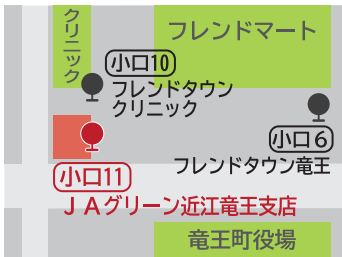 クリニック
フレンドマート
小口10
フレンドタウン
クリニック
小口6
フレンドタウン竜王
小口11
JAグリーン近江竜王支店
竜王町役場